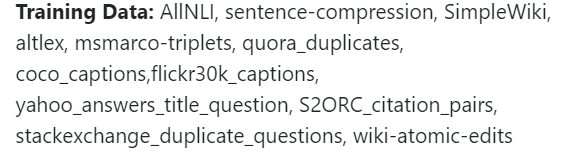 Training Data: AllNLI, sentence-compression, SimpleWiki,
altlex, msmarco-triplets, quora_duplicates,
coco_captions,flickr30k_captions,
yahoo_answers_title_question, S2ORC_citation_pairs,
stackexchange_duplicate_questions, wiki-atomic-edits